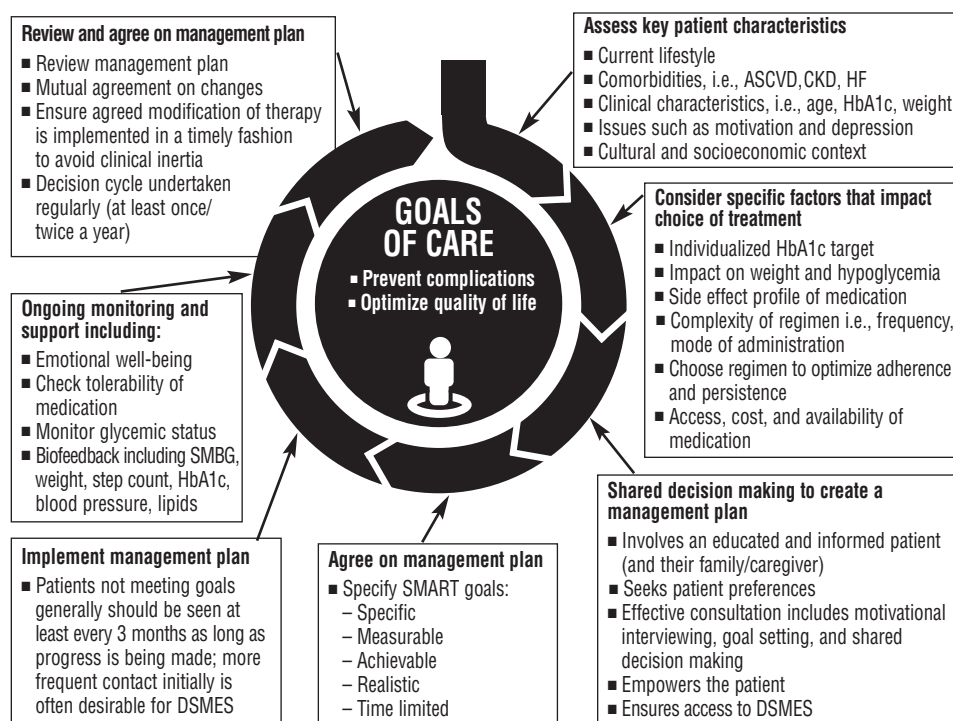 Review and agree on management plan
■ Review management plan
■ Mutual agreement on changes
■ Ensure agreed modification of therapy
is implemented in a timely fashion
to avoid clinical inertia
■ Decision cycle undertaken
regularly (at least once/
twice a year)
Assess key patient characteristics
■ Current lifestyle
■ Comorbidities, i.e., ASCVD,CKD, HF
■ Clinical characteristics, i.e., age, HbA1c, weight
■ Issues such as motivation and depression
■ Cultural and socioeconomic context
Consider specific factors that impact
choice of treatment
■ Individualized HbA1c target
■ Impact on weight and hypoglycemia
■ Side effect profile of medication
■ Complexity of regimen i.e., frequency,
mode of administration
■ Choose regimen to optimize adherence
and persistence
■ Access, cost, and availability of
medication
Shared decision making to create a
management plan
■ Involves an educated and informed patient
(and their family/caregiver)
■ Seeks patient preferences
■ Effective consultation includes motivational
interviewing, goal setting, and shared
decision making
■ Empowers the patient
■ Ensures access to DSMES
Agree on management plan
■ Specify SMART goals:
– Specific
– Measurable
– Achievable
– Realistic
– Time limited
Implement management plan
■ Patients not meeting goals
generally should be seen at
least every 3 months as long as
progress is being made; more
frequent contact initially is
often desirable for DSMES
Ongoing monitoring and
support including:
■ Emotional well-being
■ Check tolerability of
medication
■ Monitor glycemic status
■ Biofeedback including SMBG,
weight, step count, HbA1c,
blood pressure, lipids
GOALS
OF CARE
▪ Prevent complications
▪ Optimize quality of life